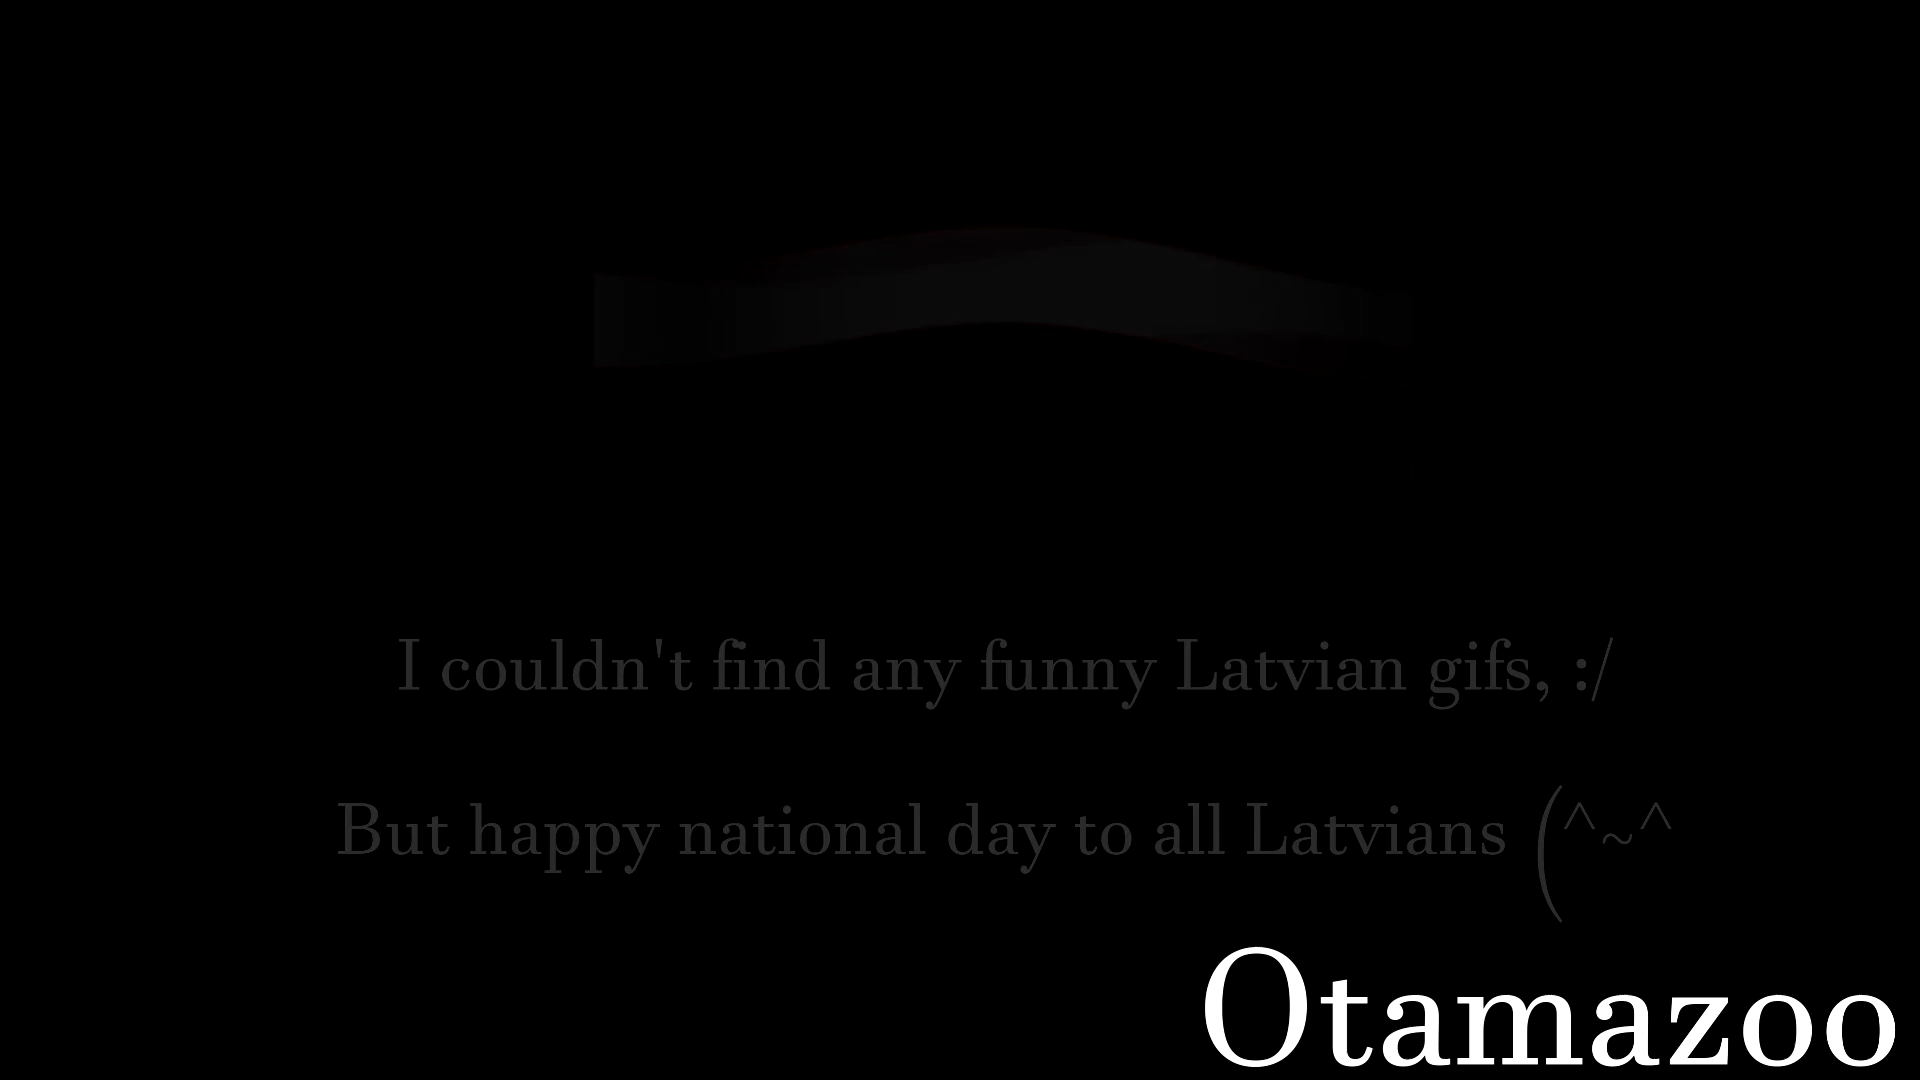 I couldn't find any funny Latvian gifs, :/
But happy national day to all Latvians (^~^
Otamazoo